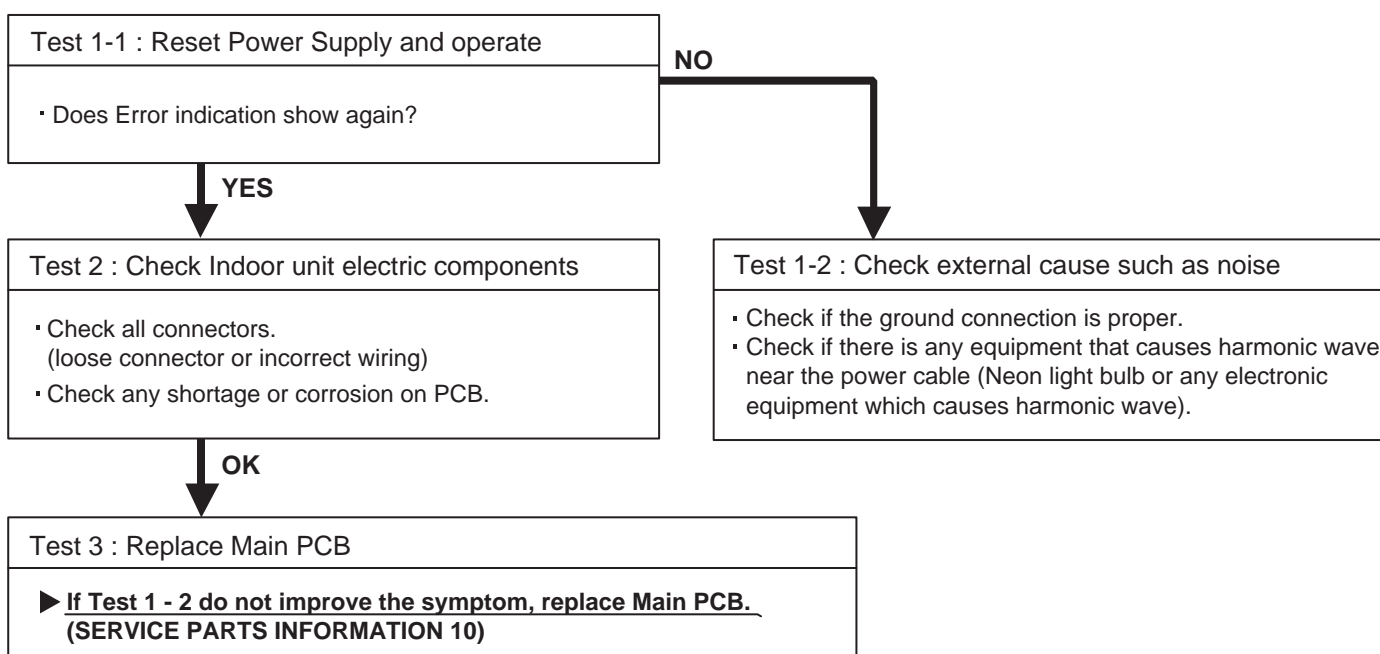 Test 1-1 : Reset Power Supply and operate
NO
· Does Error indication show again?
YES
Test 2 : Check Indoor unit electric components
· Check all connectors.
(loose connector or incorrect wiring)
· Check any shortage or corrosion on PCB.
Test 1-2 : Check external cause such as noise
· Check if the ground connection is proper.
· Check if there is any equipment that causes harmonic wave
near the power cable (Neon light bulb or any electronic
equipment which causes harmonic wave).
OK
Test 3 : Replace Main PCB
▶ If Test 1 - 2 do not improve the symptom, replace Main PCB.
(SERVICE PARTS INFORMATION 10)